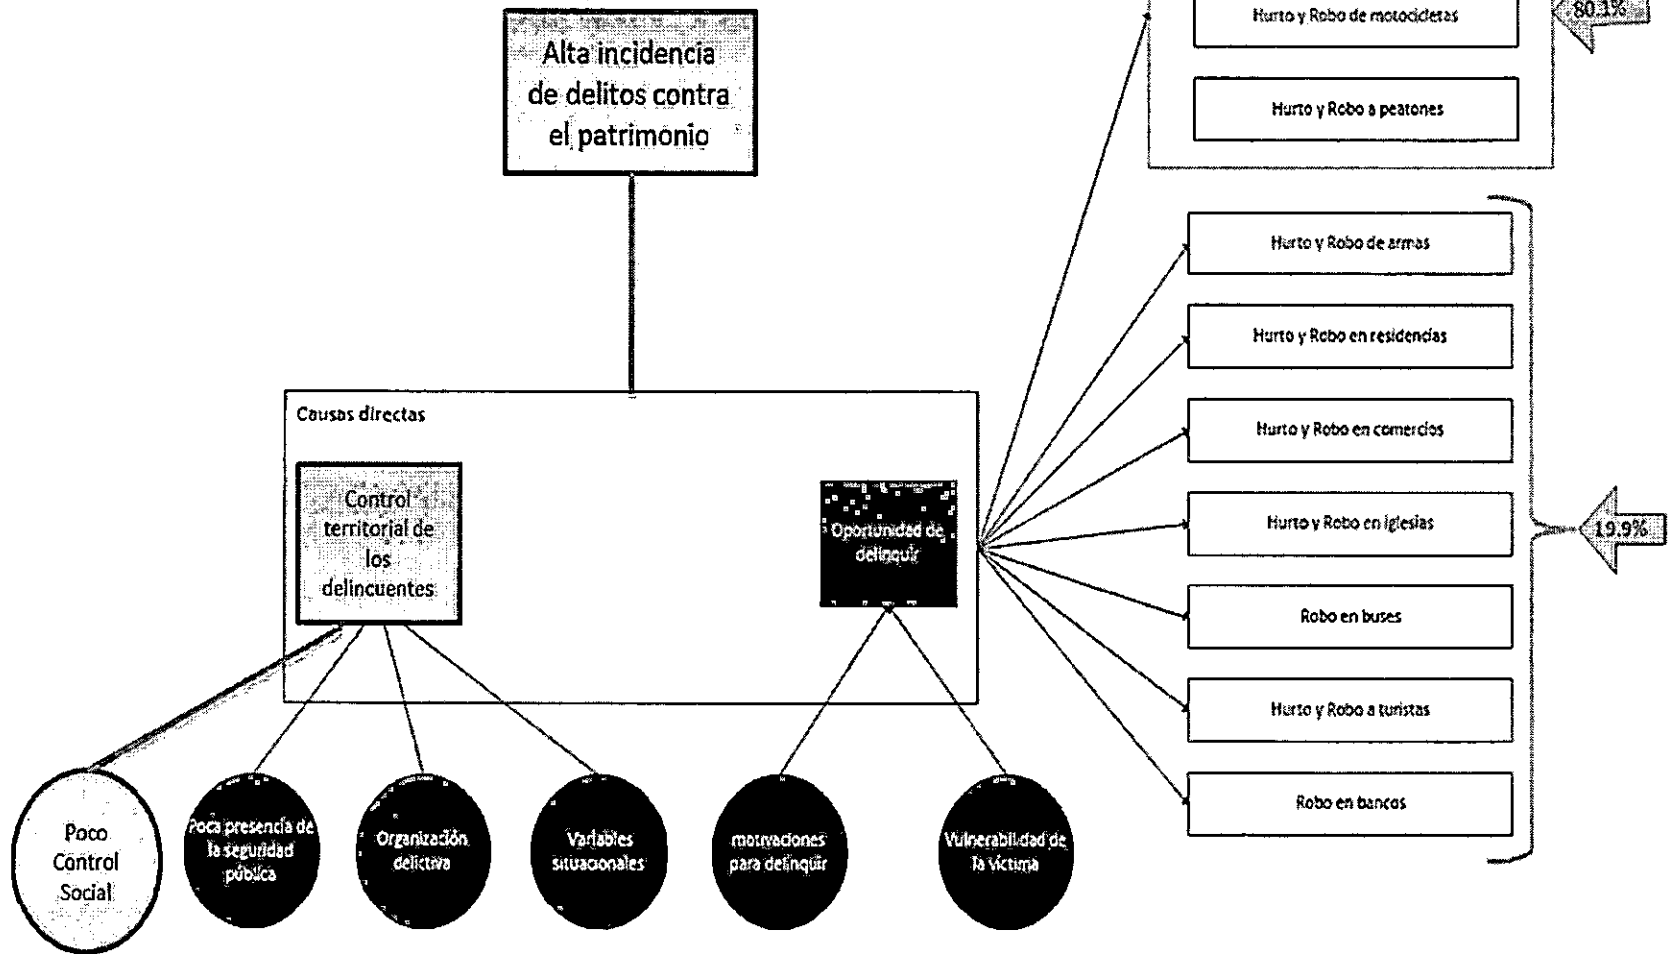 Alta incidencia
de delitos contra
el patrimonio
Hurto y Robo de motocicletas
80.1%
Hurto y Robo a peatones
Hurto y Robo de armas
Hurto y Robo en residencias
Hurto y Robo en comercios
Hurto y Robo en iglesias
Robo en buses
Hurto y Robo a turistas
Robo en bancos
19.9%
Causas directas
Control
territorial de
los
delincuentes
Oportunidad de
delinquir
Poco
Control
Social
Poca presencia de
la seguridad
pública
Organización
delictiva
Variables
situacionales
motivaciones
para delinqúir
Vulnerabilidad de
la víctima